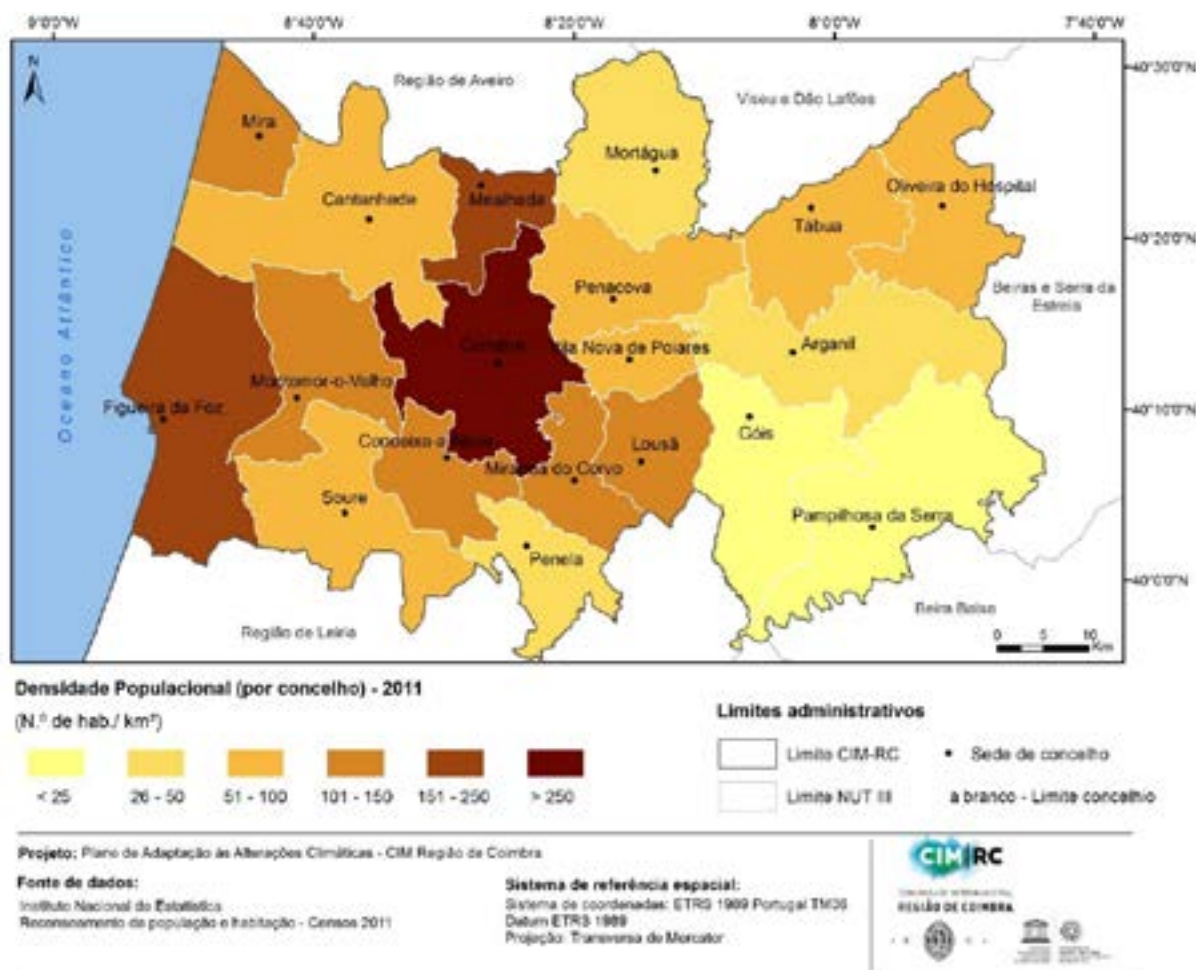 9°0'0"W 8°40'0"W 8°20'0"W 8°0'0"W 7°40'0"W
N
40°30'0"N
Região de Aveiro
Viseu e Dão Lafões
Mira
Mortágua
Oliveira do Hospital
Cantanhede
Mealhada
Tábua
40°20'0"N
Oceano Atlântico
Penacova
Beiras e Serra da
Estrela
Coimbra
Vila Nova de Poiares
Arganil
Montemor-o-Velho
Figueira da Foz
40°10'0"N
Góis
Condeixa-a-Nova
Lousã
Miranda do Corvo
Soure
Pampilhosa da Serra
Penela
40°0'0"N
Região de Leiria
Beira Baixa
0 5 10
Km
Densidade Populacional (por concelho) - 2011
(N.º de hab./ km²)
< 25 26 - 50 51 - 100 101 - 150 151 - 250 > 250
Limites administrativos
Limite CIM-RC
Sede de concelho
Limite NUT III
a branco - Limite concelhio
Projeto: Plano de Adaptação às Alterações Climáticas - CIM Região de Coimbra
Fonte de dados:
Instituto Nacional de Estatística
Recenseamento da população e habitação - Censos 2011
Sistema de referência espacial:
Sistema de coordenadas: ETRS 1989 Portugal TM06
Datum ETRS 1989
Projeção: Transversa de Mercator
CIM|RC
REGIÃO DE COIMBRA